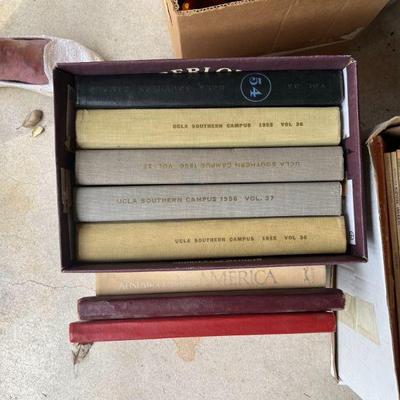 54
UCLA SOUTHERN CAMPUS 1955 VOL 36
UCLA SOUTHERN CAMPUS 1956 VOL. 37
UCLA SOUTHERN CAMPUS 1956 VOL. 37
UCLA SOUTHERN CAMPUS 1955 VOL 36
AMERICA